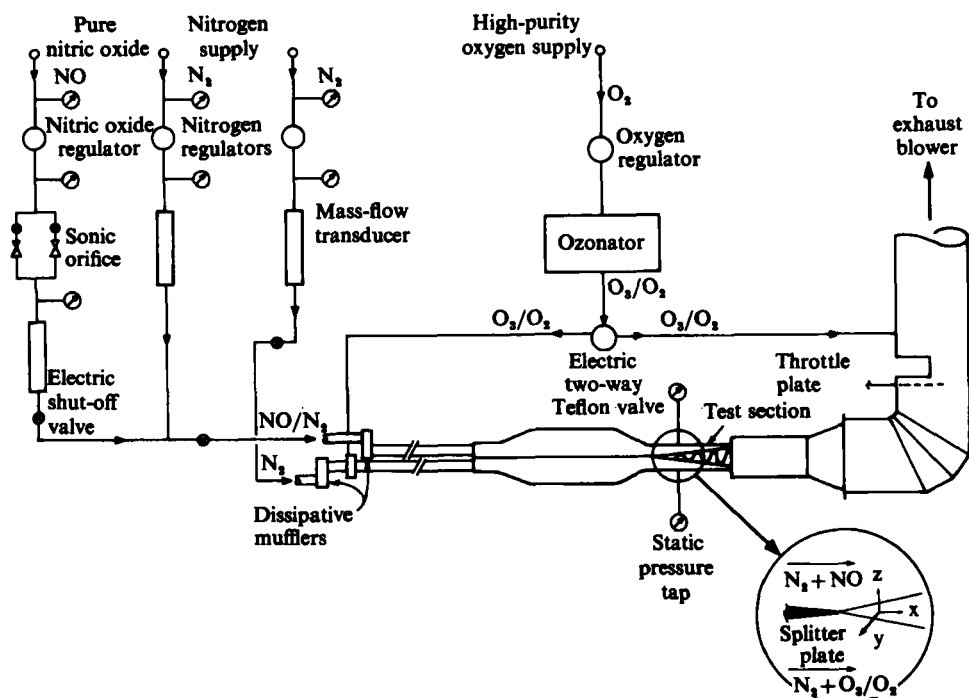 Pure
nitric oxide
Nitrogen
supply
High-purity
oxygen supply
NO
N₂
N₂
O₂
To
exhaust
blower
Nitric oxide
regulator
Nitrogen
regulators
Oxygen
regulator
Sonic
orifice
Mass-flow
transducer
Ozonator
O₃/O₂
O₃/O₂
O₃/O₂
Electric
shut-off
valve
Electric
two-way
Teflon valve
Throttle
plate
Test section
NO/N₂
N₂
Dissipative
mufflers
Static
pressure
tap
N₂+NO
z
x
y
Splitter
plate
N₂+O₃/O₂